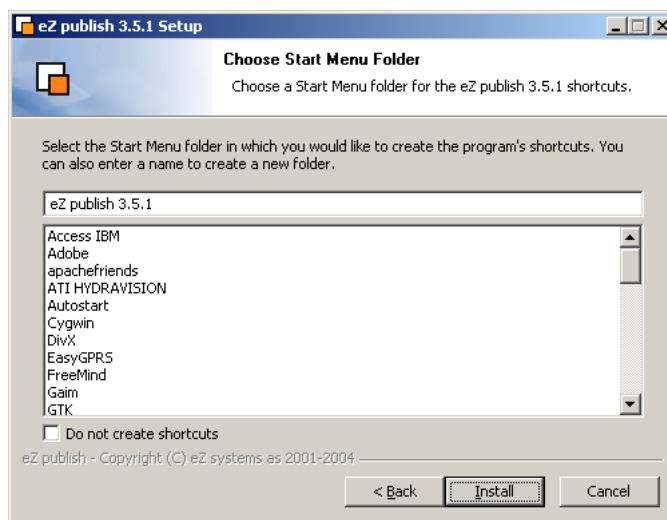 eZ publish 3.5.1 Setup
Choose Start Menu Folder
Choose a Start Menu folder for the eZ publish 3.5.1 shortcuts.
Select the Start Menu folder in which you would like to create the program's shortcuts. You
can also enter a name to create a new folder.
eZ publish 3.5.1
Access IBM
Adobe
apachefriends
ATI HYDRAVISION
Autostart
Cygwin
DivX
EasyGPRS
FreeMind
Gaim
GTK
Do not create shortcuts
eZ publish - Copyright (C) eZ systems as 2001-2004
< Back
Install
Cancel